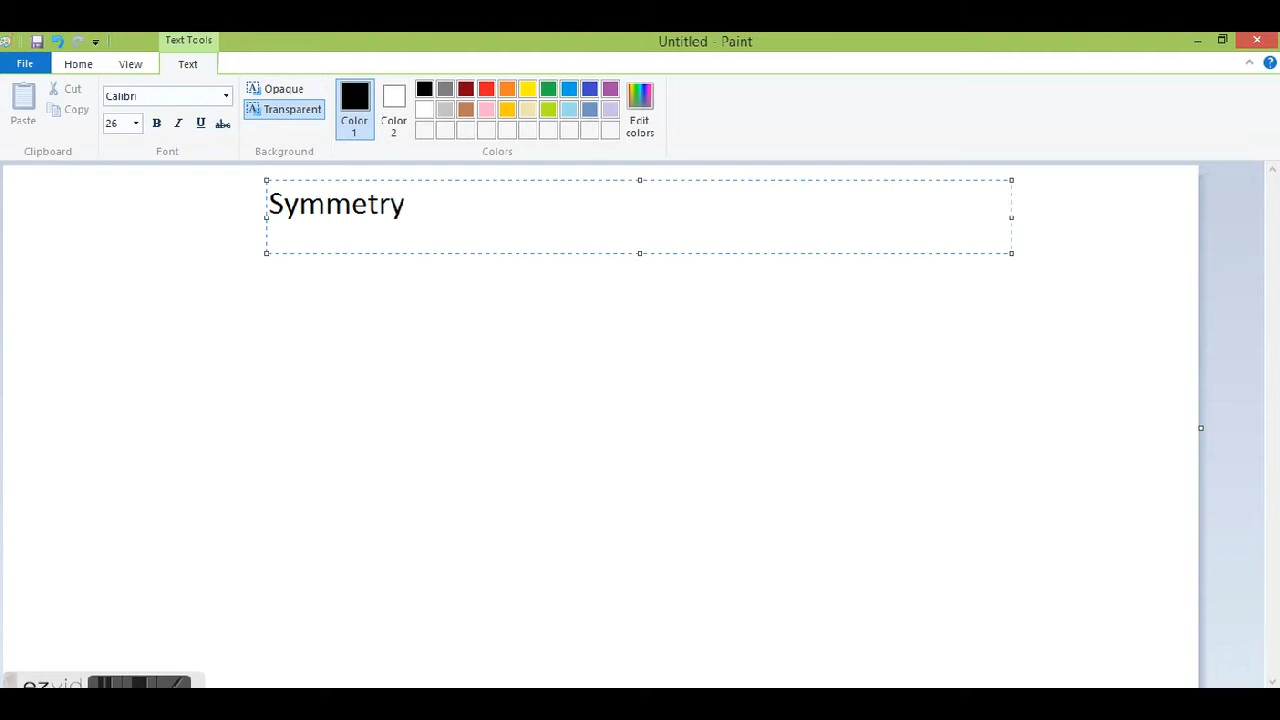 Text Tools
Untitled - Paint
File Home View Text
Paste
Cut
Copy
Calibri
26 B I U abc
Opaque
Transparent
Color 1
Color 2
Edit colors
Clipboard Font Background Colors
Symmetry
ezvid